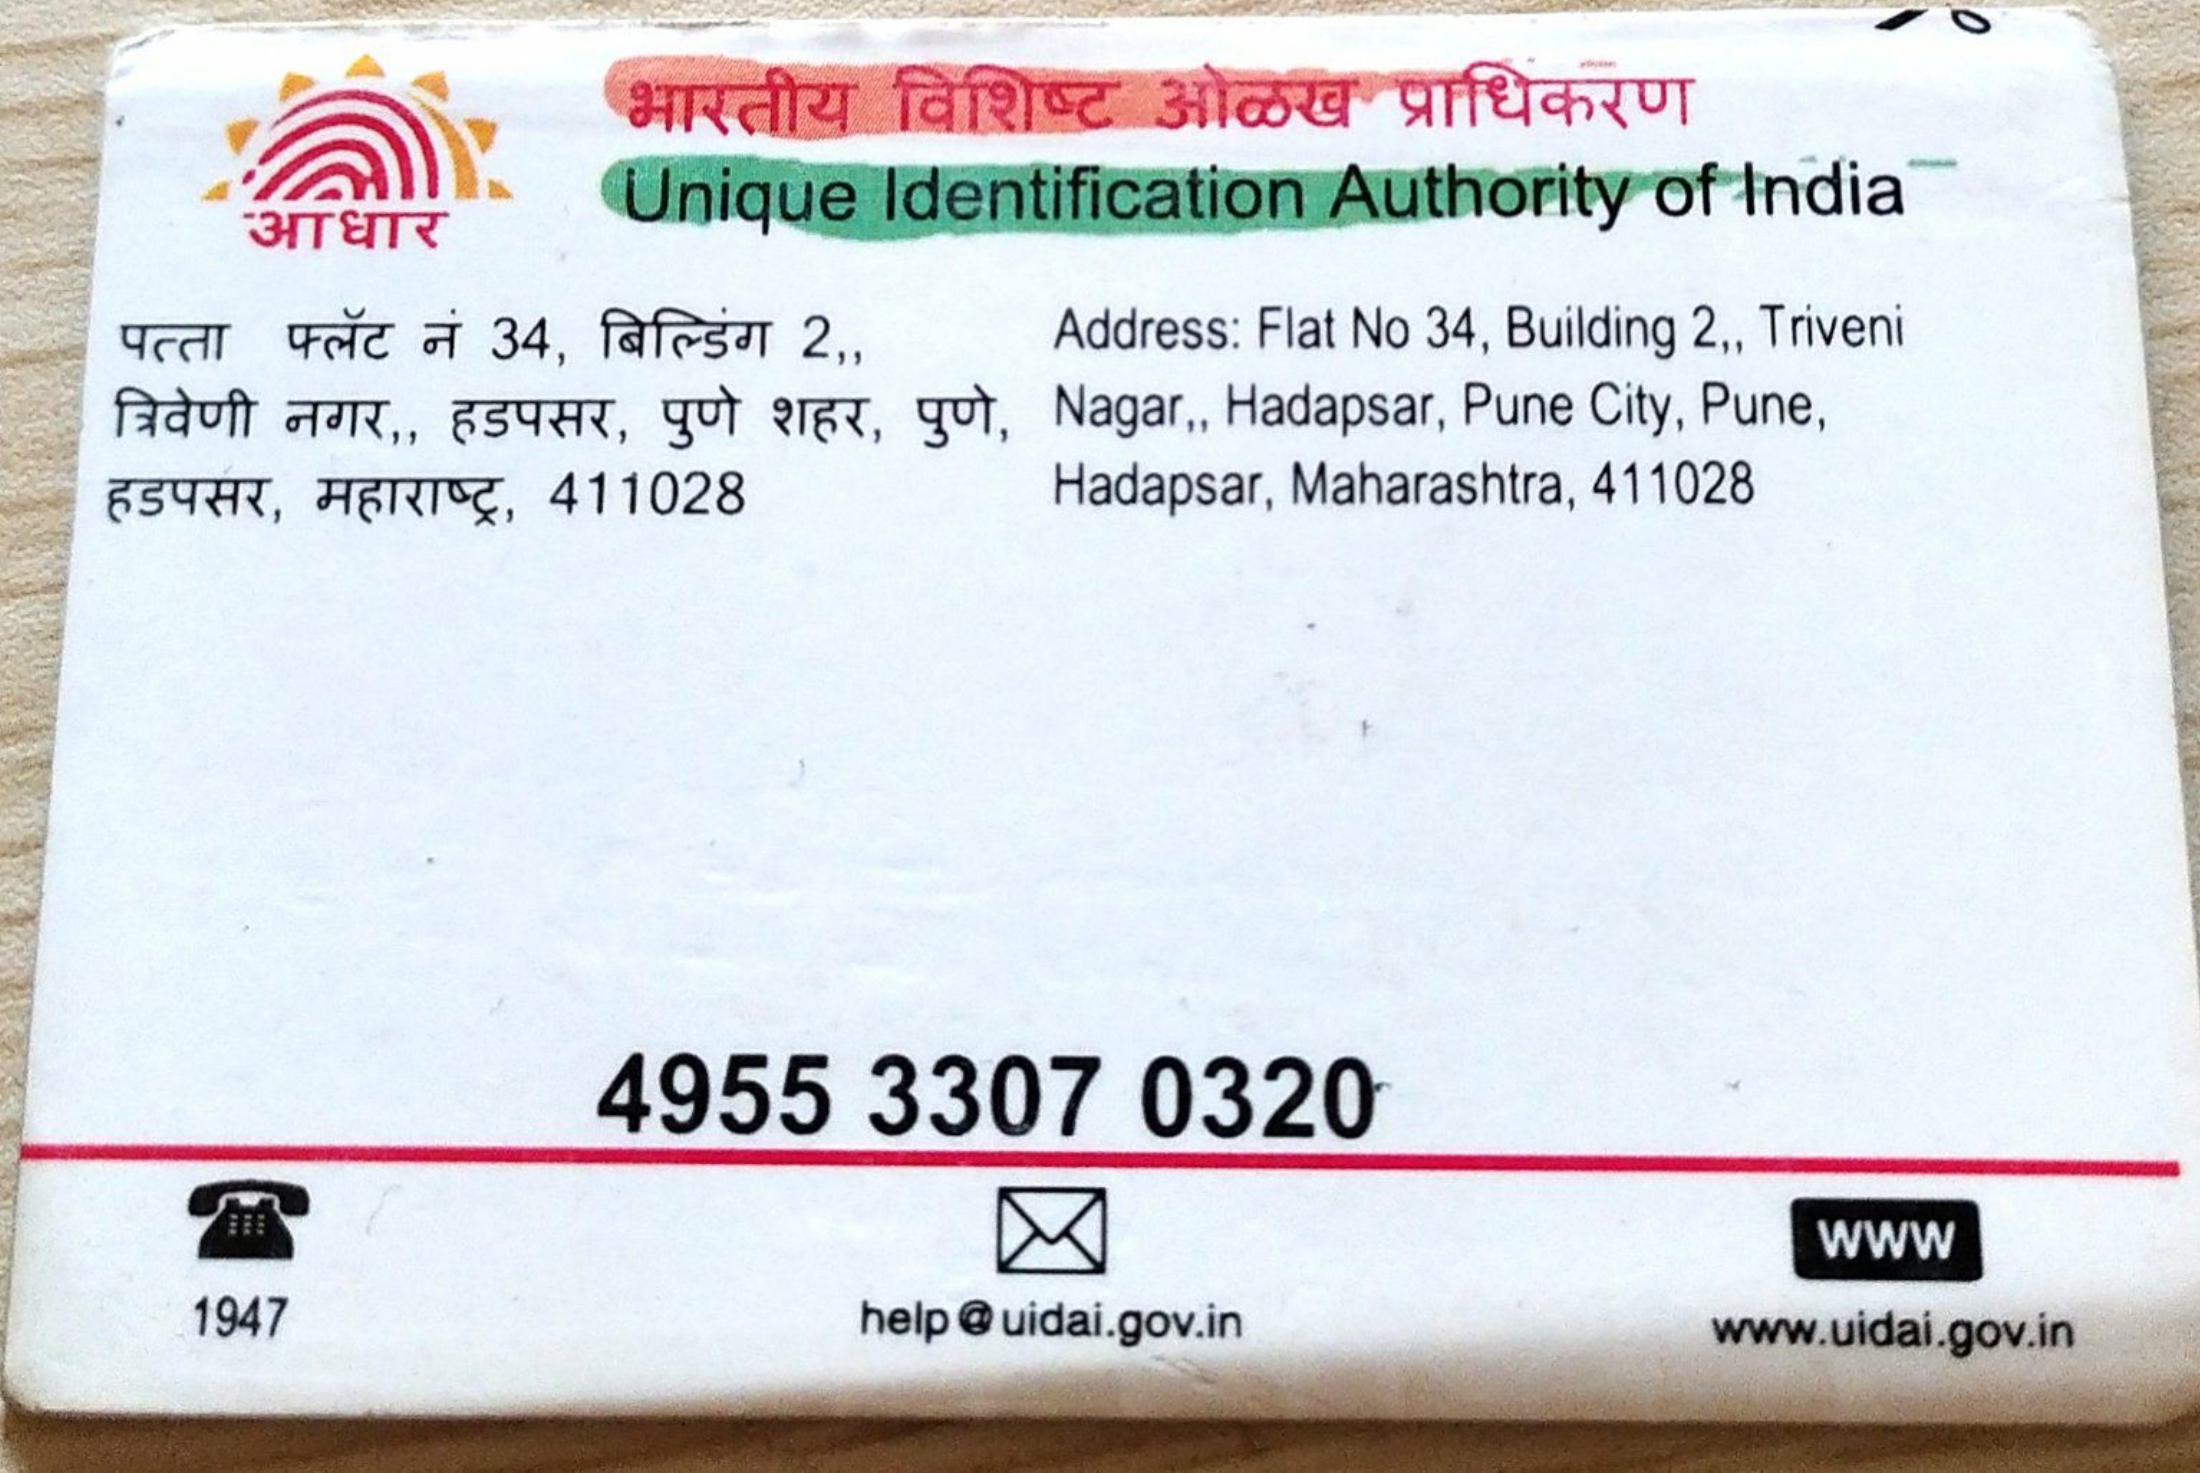 भारतीय विशिष्ट ओळख प्राधिकरण
Unique Identification Authority of India
आधार
पत्ता फ्लॅट नं 34, बिल्डिंग 2,,
त्रिवेणी नगर,, हडपसर, पुणे शहर, पुणे,
हडपसर, महाराष्ट्र, 411028
Address: Flat No 34, Building 2,, Triveni
Nagar,, Hadapsar, Pune City, Pune,
Hadapsar, Maharashtra, 411028
4955 3307 0320
WWW
1947
help@uidai.gov.in
www.uidai.gov.in